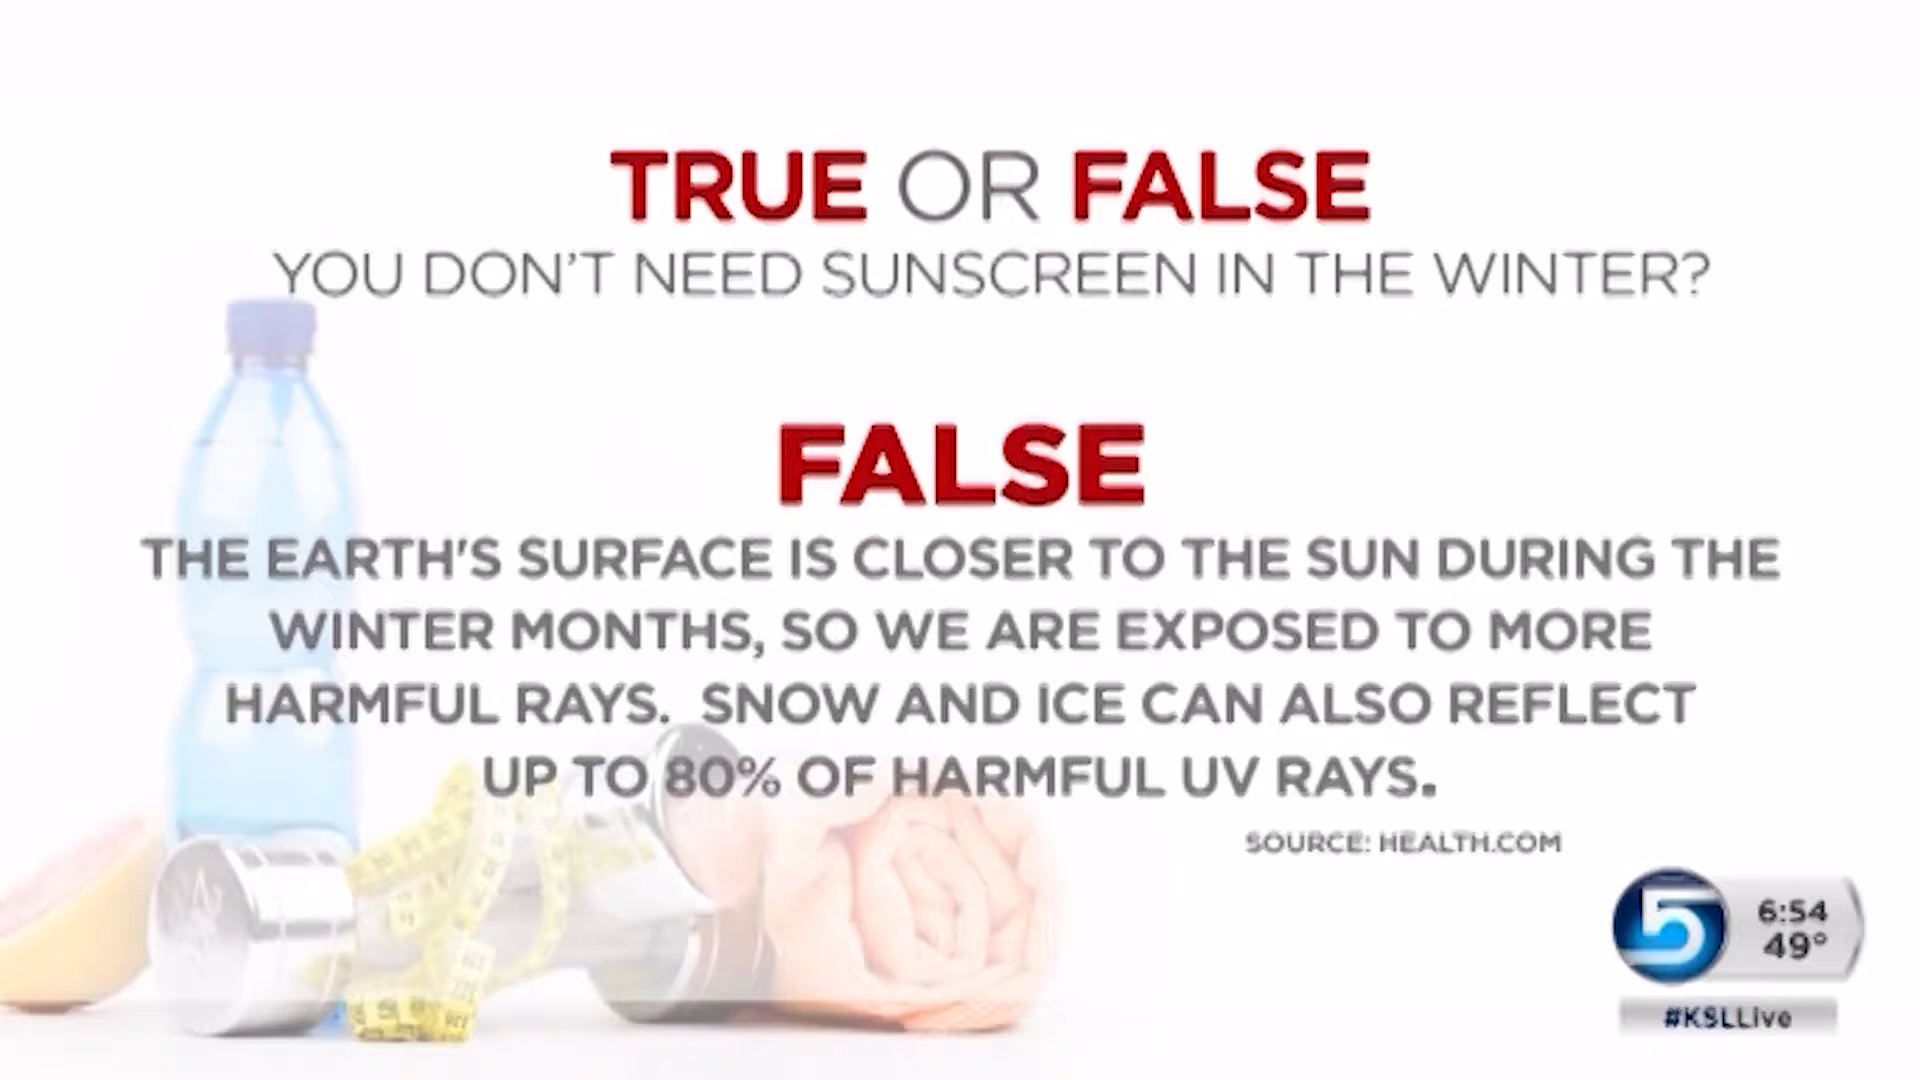 TRUE OR FALSE
YOU DON'T NEED SUNSCREEN IN THE WINTER?
FALSE
THE EARTH'S SURFACE IS CLOSER TO THE SUN DURING THE
WINTER MONTHS, SO WE ARE EXPOSED TO MORE
HARMFUL RAYS. SNOW AND ICE CAN ALSO REFLECT
UP TO 80% OF HARMFUL UV RAYS.
SOURCE: HEALTH.COM
5
6:54
49°
#KSLLive